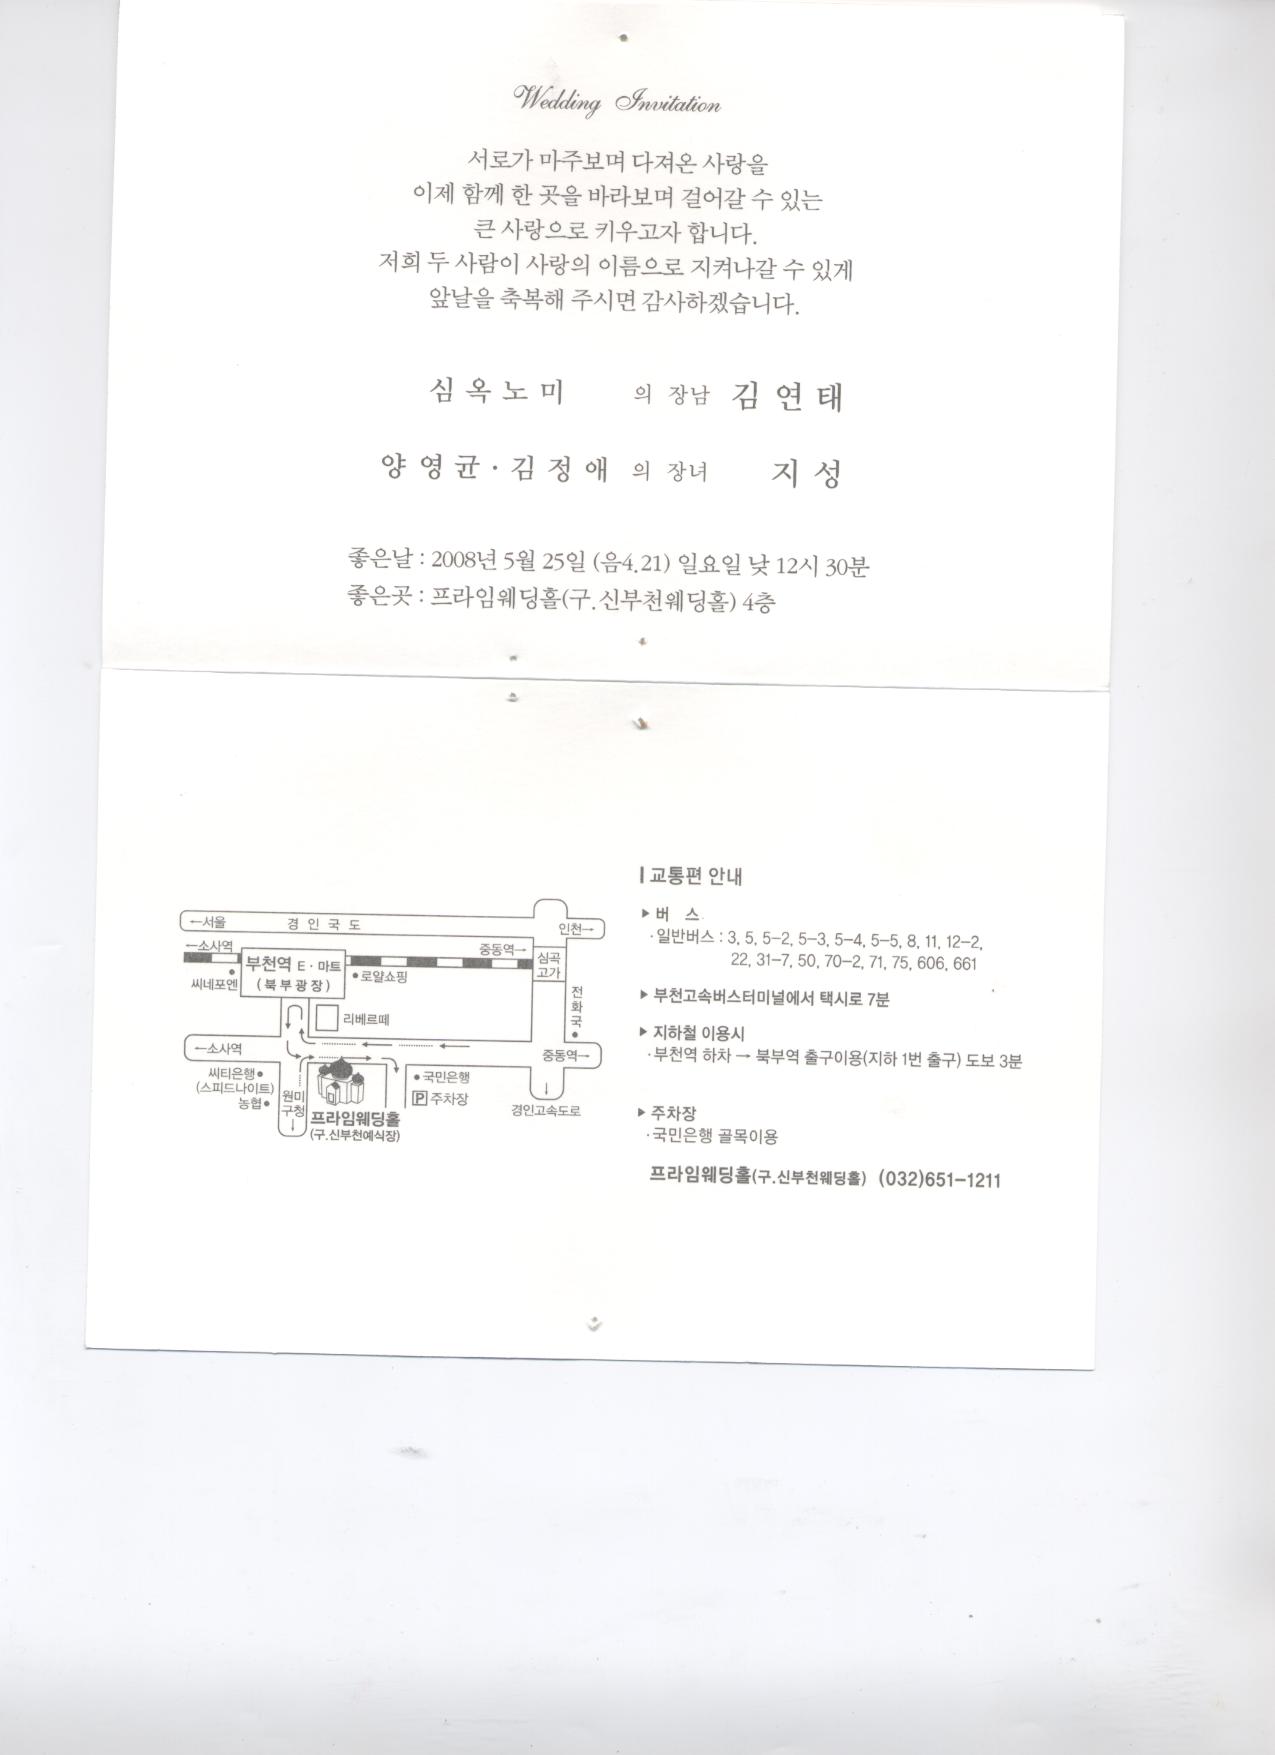 Wedding Invitation
서로가 마주보며 다져온 사랑을
이제 함께 한 곳을 바라보며 걸어갈 수 있는
큰 사랑으로 키우고자 합니다.
저희 두 사람이 사랑의 이름으로 지켜나갈 수 있게
앞날을 축복해 주시면 감사하겠습니다.
심옥노미 의 장남 김연태
양영균·김정애 의 장녀 지성
좋은날 : 2008년 5월 25일 (음4.21) 일요일 낮 12시 30분
좋은곳 : 프라임웨딩홀(구.신부천웨딩홀) 4층
←서울 경인국도 인천→
←소사역 중동역→
부천역 E·마트
(북부광장)
씨네포엔
로얄쇼핑
심곡
고가
전화국
리베르떼
←소사역 중동역→
씨티은행
(스피드나이트)
농협
원미
구청
국민은행
P 주차장
경인고속도로
프라임웨딩홀
(구.신부천예식장)
교통편 안내
▶ 버 스
·일반버스 : 3, 5, 5-2, 5-3, 5-4, 5-5, 8, 11, 12-2,
22, 31-7, 50, 70-2, 71, 75, 606, 661
▶ 부천고속버스터미널에서 택시로 7분
▶ 지하철 이용시
·부천역 하차 → 북부역 출구이용(지하 1번 출구) 도보 3분
▶ 주차장
·국민은행 골목이용
프라임웨딩홀(구.신부천웨딩홀) (032)651-1211